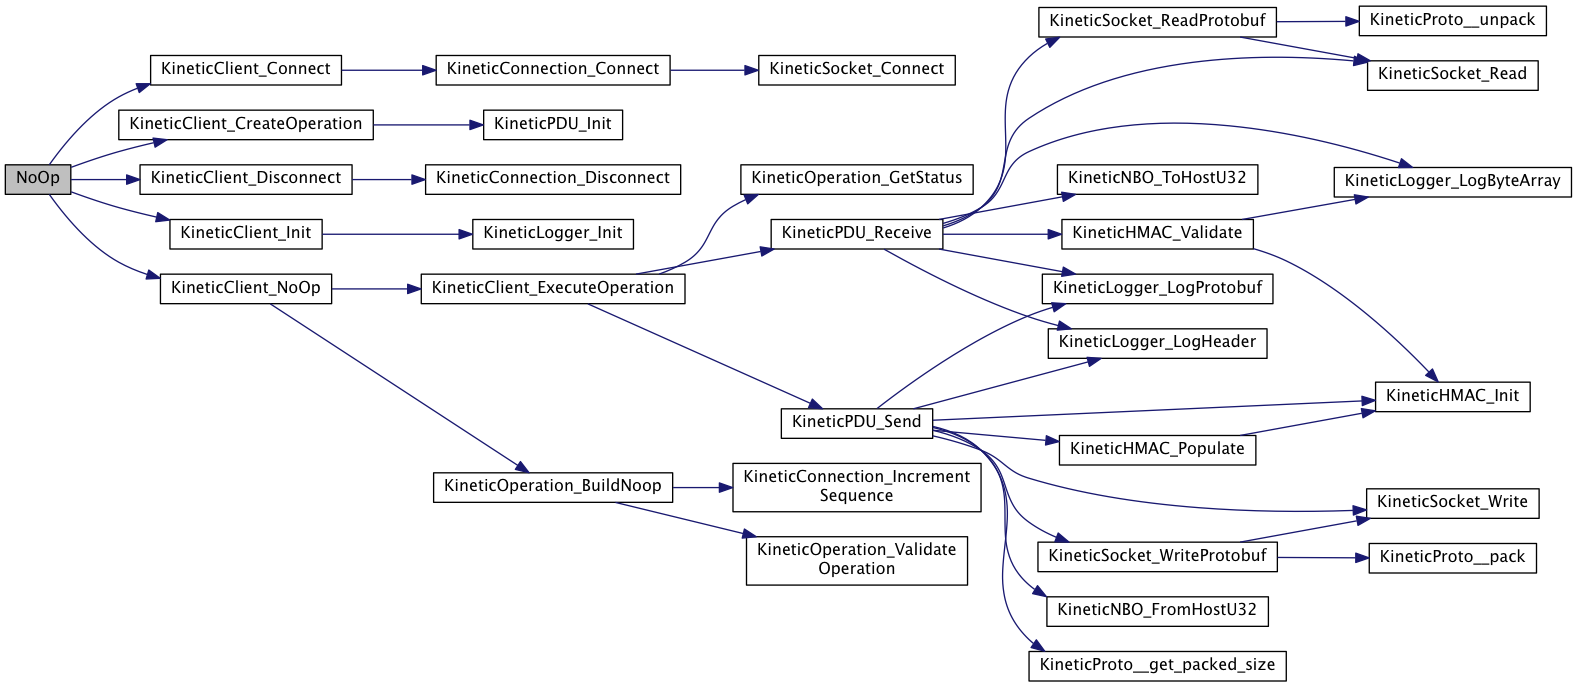 NoOp
KineticClient_Connect
KineticConnection_Connect
KineticSocket_Connect
KineticClient_CreateOperation
KineticPDU_Init
KineticClient_Disconnect
KineticConnection_Disconnect
KineticClient_Init
KineticLogger_Init
KineticClient_NoOp
KineticClient_ExecuteOperation
KineticOperation_GetStatus
KineticPDU_Receive
KineticSocket_ReadProtobuf
KineticProto__unpack
KineticSocket_Read
KineticLogger_LogByteArray
KineticNBO_ToHostU32
KineticHMAC_Validate
KineticLogger_LogProtobuf
KineticLogger_LogHeader
KineticHMAC_Init
KineticPDU_Send
KineticHMAC_Populate
KineticSocket_Write
KineticSocket_WriteProtobuf
KineticProto__pack
KineticNBO_FromHostU32
KineticProto__get_packed_size
KineticOperation_BuildNoop
KineticConnection_Increment
Sequence
KineticOperation_Validate
Operation